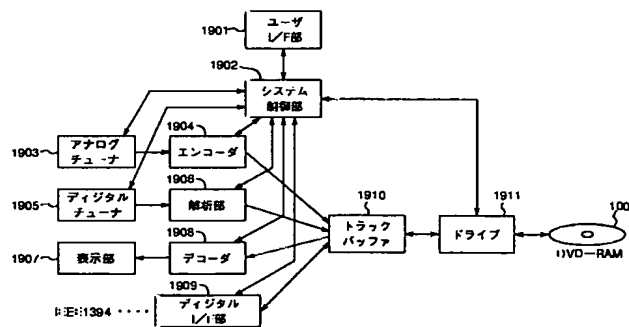 1901
ユーザ
I/F部
1902
システム
制御部
1903
アナログ
チューナ
1904
エンコーダ
1905
ディジタル
チューナ
1906
解析部
1907
表示部
1908
デコーダ
1909
ディジタル
I/F部
1394 ・・・・
1910
トラック
バッファ
1911
ドライブ
100
DVD-RAM